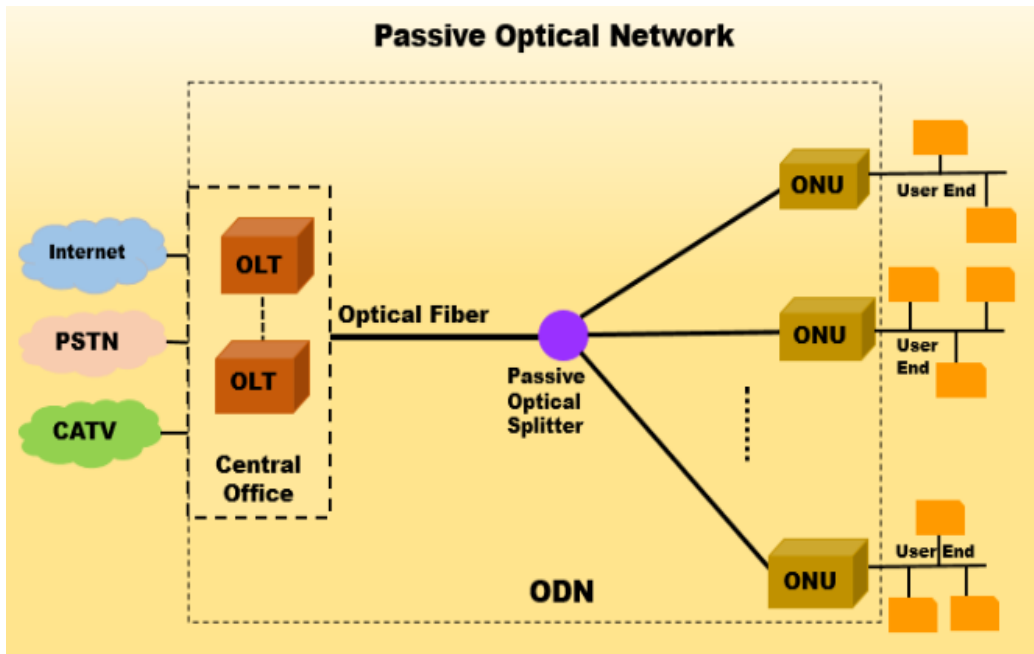 Passive Optical Network
Internet
PSTN
CATV
OLT
OLT
Central
Office
Optical Fiber
Passive
Optical
Splitter
ONU
ONU
ONU
User End
User
End
User End
ODN